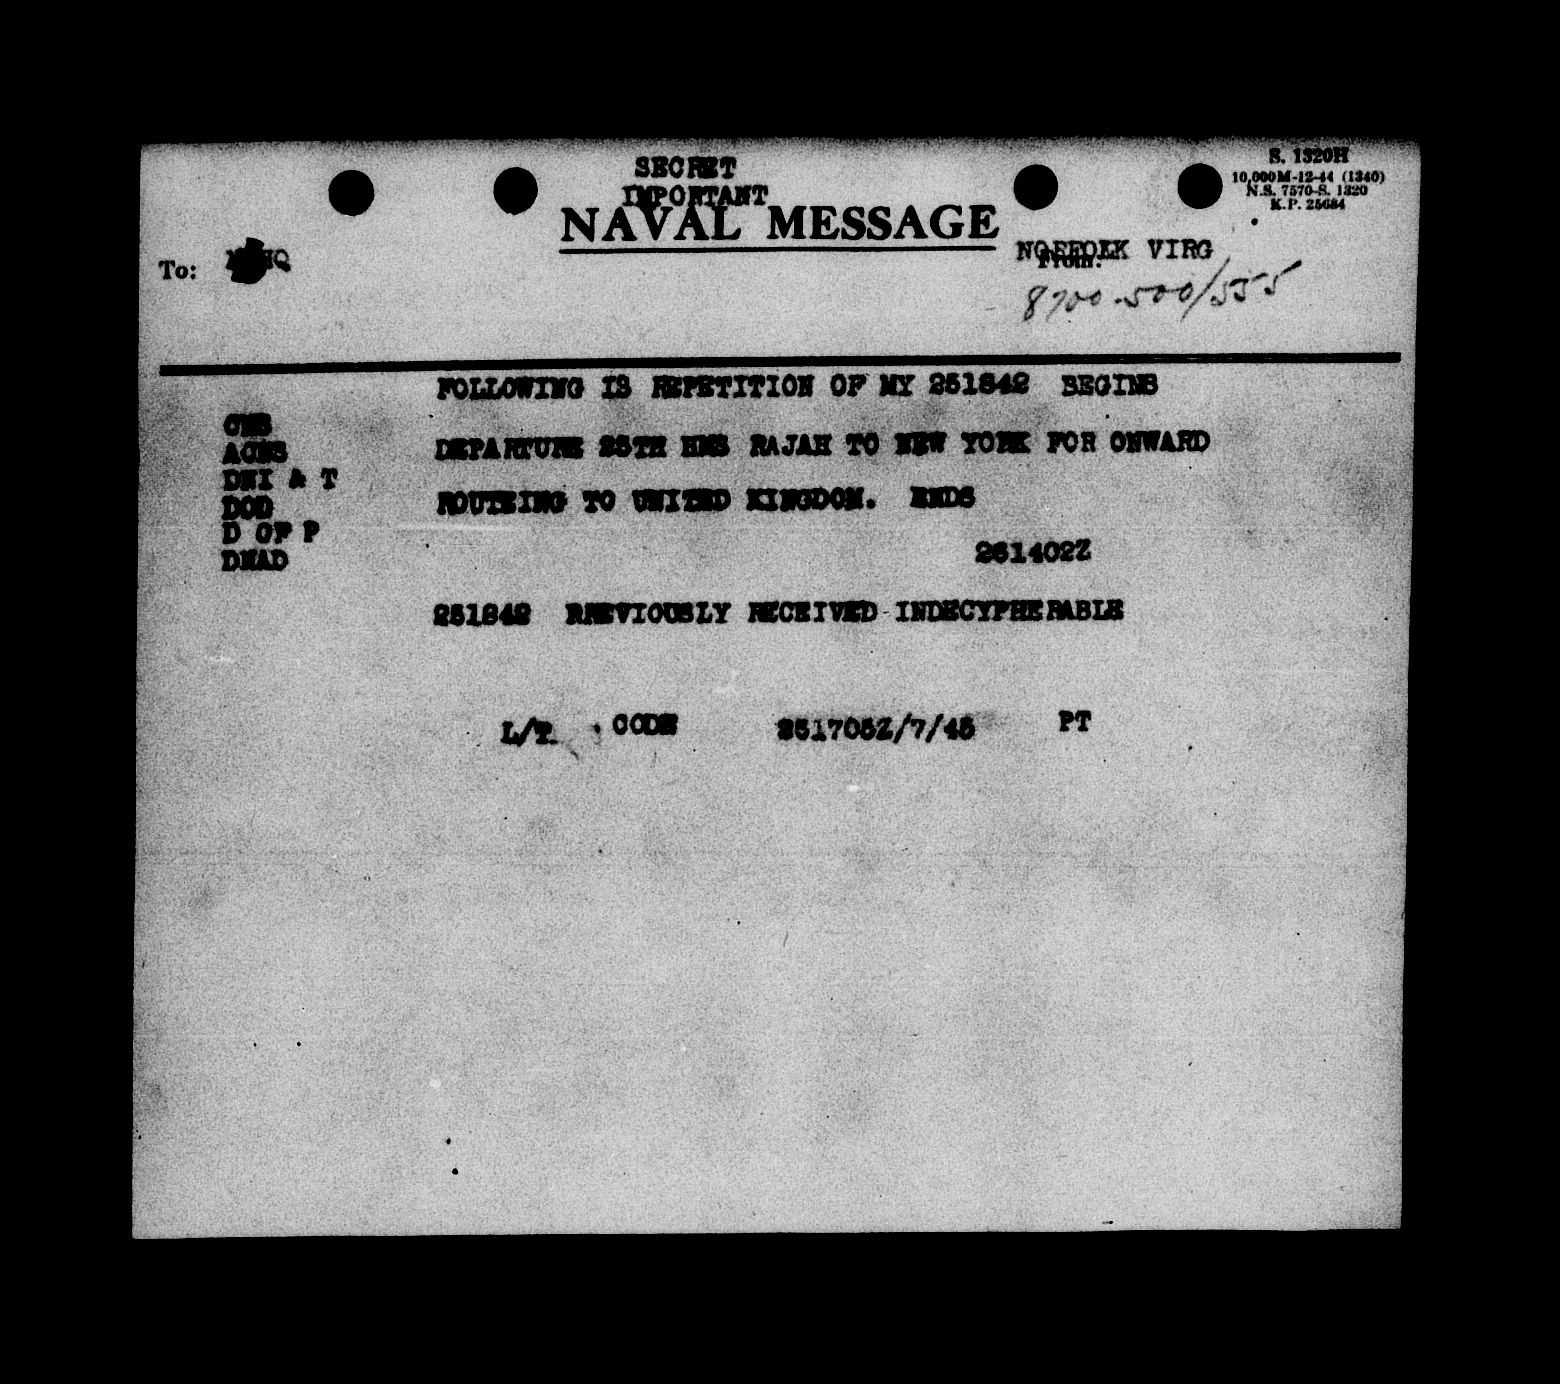 SECRET
IMPORTANT
NAVAL MESSAGE
S. 1320H
10,000M-12-44 (1340)
N.S. 7570-S. 1320
K.P. 25684
To:
From:
NORFOLK VIRG
8700-500/555
FOLLOWING IS REPETITION OF MY 251842 BEGINS
CNS
ACNS
DNI & T
DOD
D OF P
DNAD
DEPARTURE 25TH HMS RAJAH TO NEW YORK FOR ONWARD
ROUTEING TO UNITED KINGDOM. ENDS
261402Z
251842 PREVIOUSLY RECEIVED INDECYPHERABLE
L/T. CODE 261705Z/7/45 PT